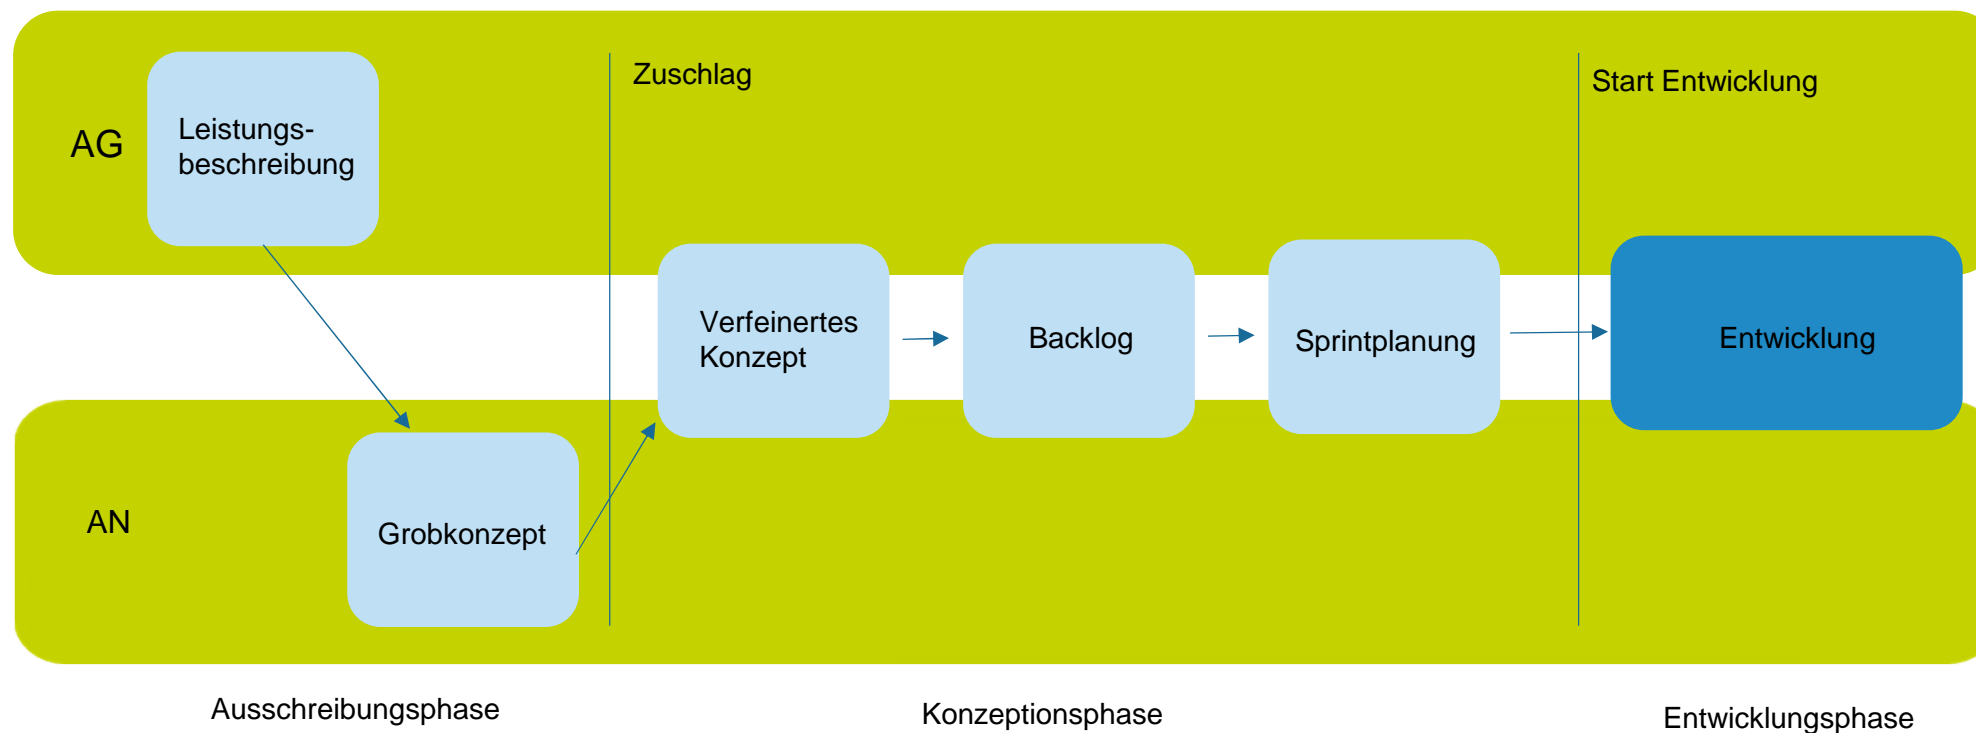 Zuschlag
Start Entwicklung
AG
Leistungs-
beschreibung
Verfeinertes
Konzept
Backlog
Sprintplanung
Entwicklung
AN
Grobkonzept
Ausschreibungsphase
Konzeptionsphase
Entwicklungsphase